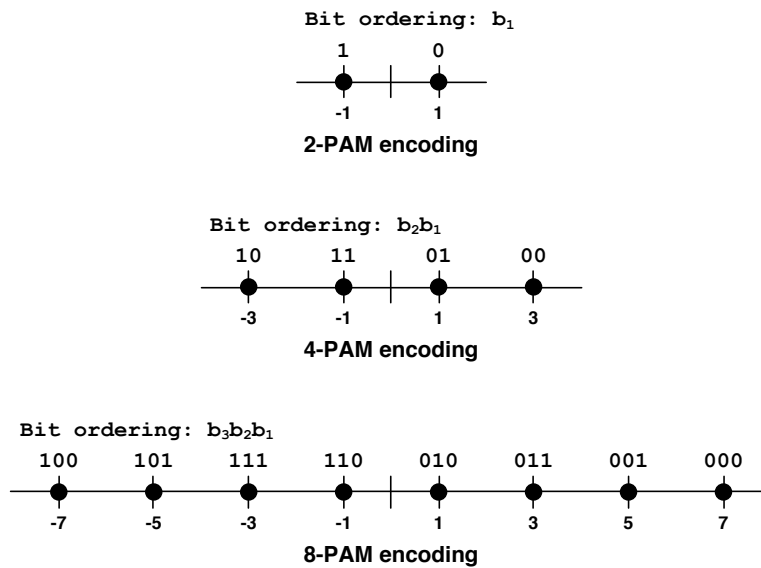 Bit ordering: b₁
1 0
-1 1
2-PAM encoding
Bit ordering: b₂b₁
10 11 01 00
-3 -1 1 3
4-PAM encoding
Bit ordering: b₃b₂b₁
100 101 111 110 010 011 001 000
-7 -5 -3 -1 1 3 5 7
8-PAM encoding